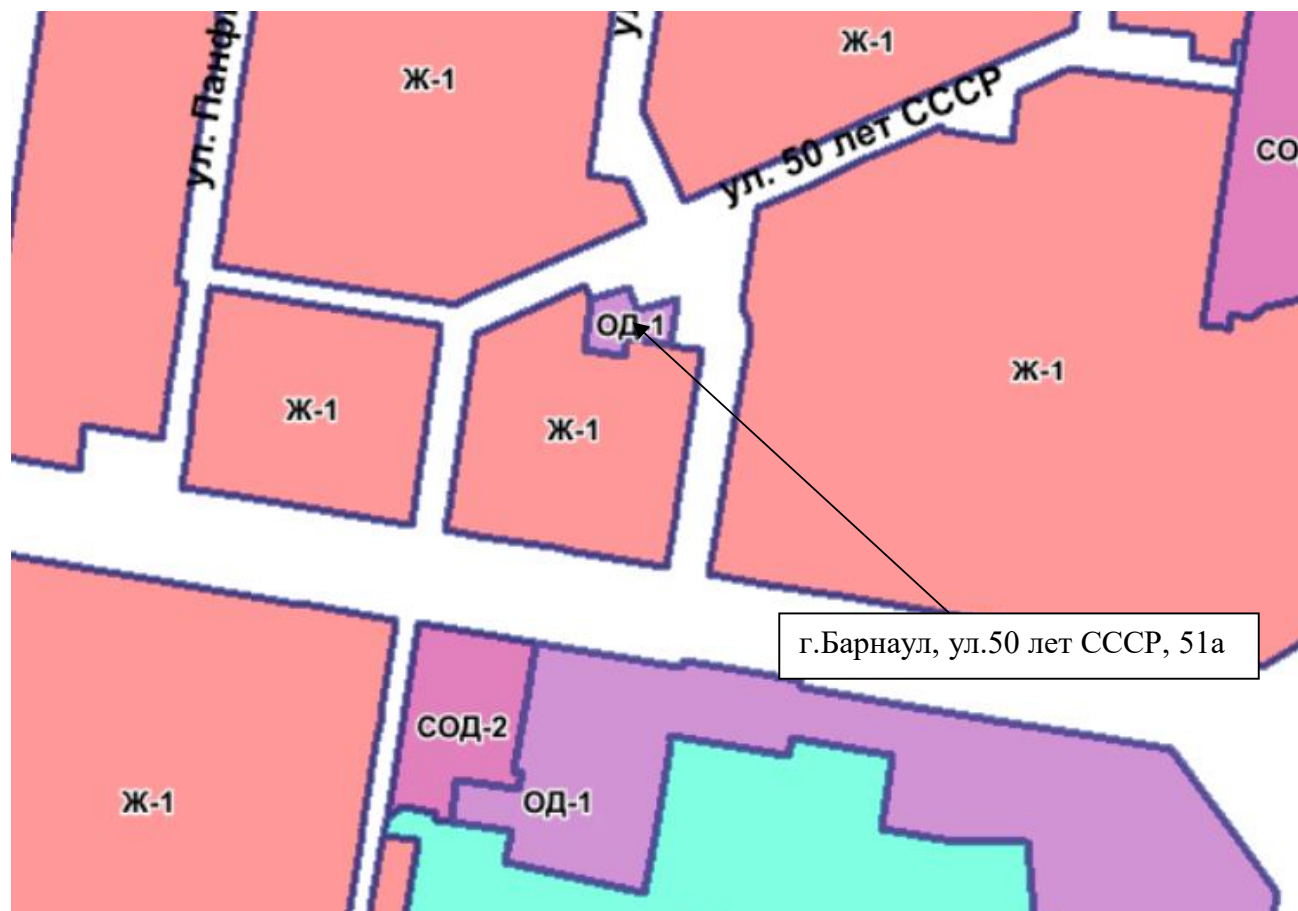 ул. Панф
Ж-1
Ж-1
ул. 50 лет СССР
СО
ОД-1
Ж-1
Ж-1
Ж-1
г.Барнаул, ул.50 лет СССР, 51а
СОД-2
Ж-1
ОД-1